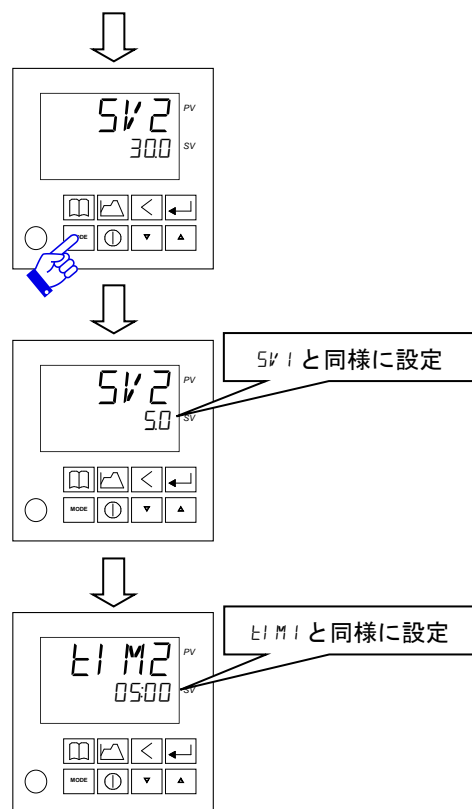 SV2 PV
30.0 SV
MODE
SV1と同様に設定
SV2 PV
5.0 SV
MODE
tIM1と同様に設定
tIM2 PV
05:00 SV
MODE